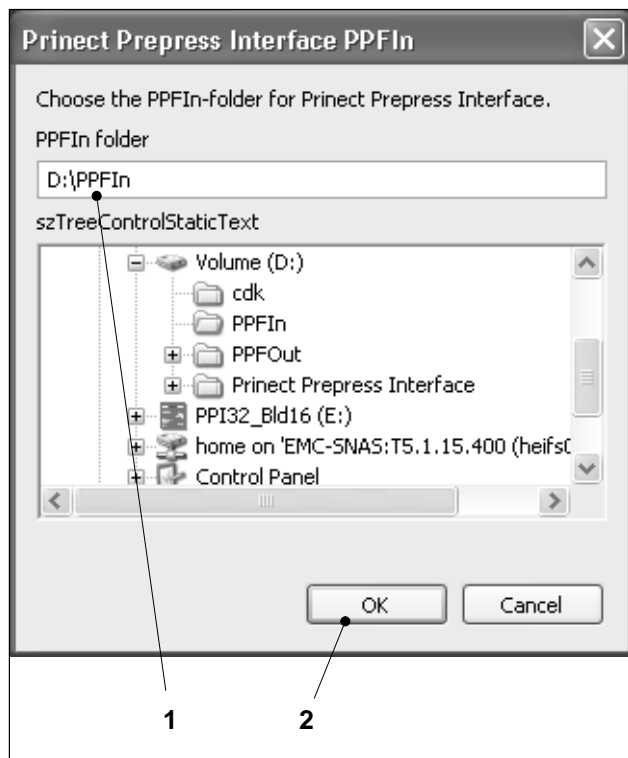 Prinect Prepress Interface PPFIn
Choose the PPFIn-folder for Prinect Prepress Interface.
PPFIn folder
D:\PPFIn
szTreeControlStaticText
Volume (D:)
cdk
PPFIn
PPFOut
Prinect Prepress Interface
PPI32_Bld16 (E:)
home on 'EMC-SNAS:T5.1.15.400 (heifs0
Control Panel
OK Cancel
1 2